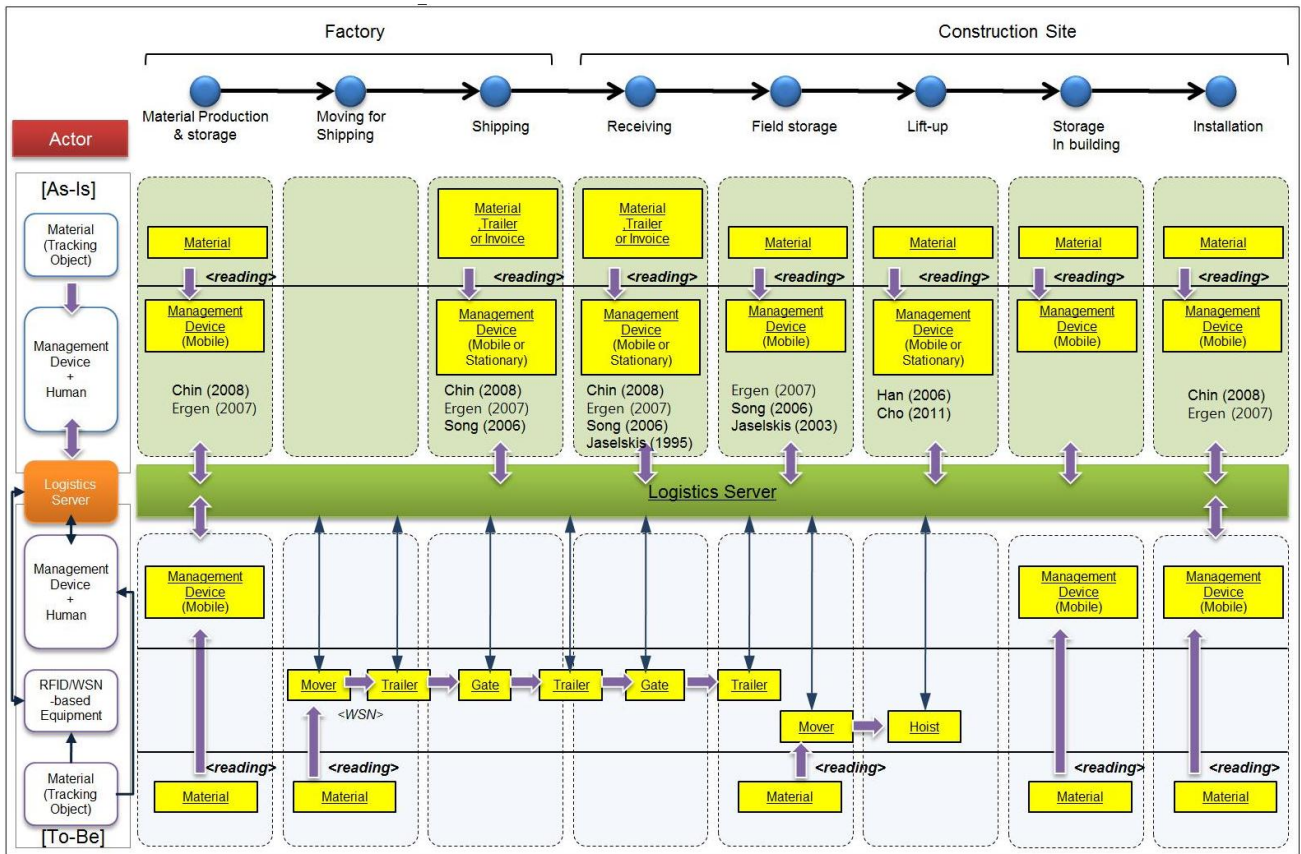 Factory
Construction Site
Material Production
& storage
Moving for
Shipping
Shipping
Receiving
Field storage
Lift-up
Storage
In building
Installation
Actor
[As-Is]
Material
(Tracking
Object)
Management
Device
+
Human
Logistics
Server
Management
Device
+
Human
RFID/WSN
-based
Equipment
Material
(Tracking
Object)
[To-Be]
Material
<reading>
Management
Device
(Mobile)
Chin (2008)
Ergen (2007)
Material
,Trailer
or Invoice
<reading>
Management
Device
(Mobile or
Stationary)
Chin (2008)
Ergen (2007)
Song (2006)
Material
,Trailer
or Invoice
<reading>
Management
Device
(Mobile or
Stationary)
Chin (2008)
Ergen (2007)
Song (2006)
Jaselskis (1995)
Material
<reading>
Management
Device
(Mobile)
Ergen (2007)
Song (2006)
Jaselskis (2003)
Material
<reading>
Management
Device
(Mobile or
Stationary)
Han (2006)
Cho (2011)
Material
<reading>
Management
Device
(Mobile)
Material
<reading>
Management
Device
(Mobile)
Chin (2008)
Ergen (2007)
Logistics Server
Management
Device
(Mobile)
Management
Device
(Mobile)
Management
Device
(Mobile)
Mover
Trailer
Gate
Trailer
Gate
Trailer
<WSN>
Mover
Hoist
<reading>
<reading>
<reading>
<reading>
<reading>
Material
Material
Material
Material
Material